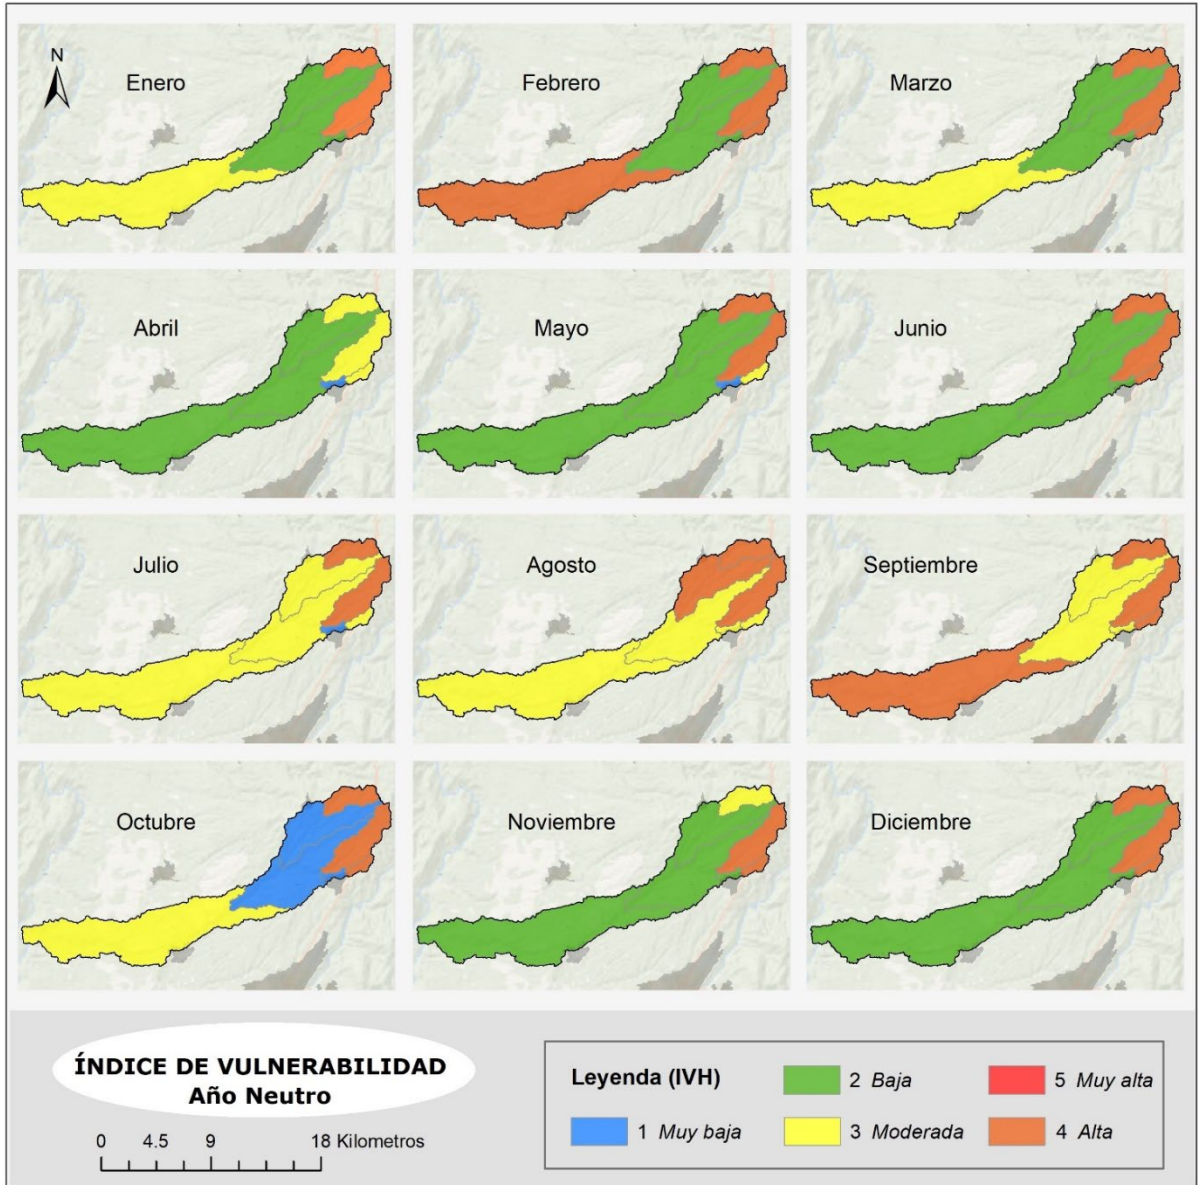 N
Enero
Febrero
Marzo
Abril
Mayo
Junio
Julio
Agosto
Septiembre
Octubre
Noviembre
Diciembre
ÍNDICE DE VULNERABILIDAD
Año Neutro
0 4.5 9 18 Kilometros
Leyenda (IVH)
1 Muy baja
2 Baja
3 Moderada
5 Muy alta
4 Alta